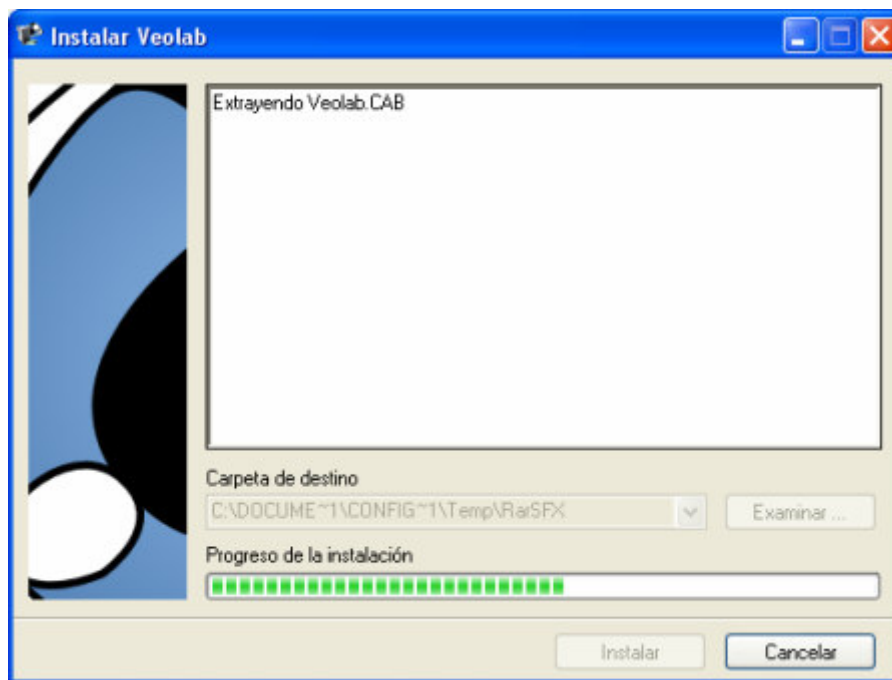 Instalar Veolab
Extrayendo Veolab.CAB
Carpeta de destino
C:\DOCUME~1\CONFIG~1\Temp\RarSFX
Examinar ...
Progreso de la instalación
Instalar
Cancelar